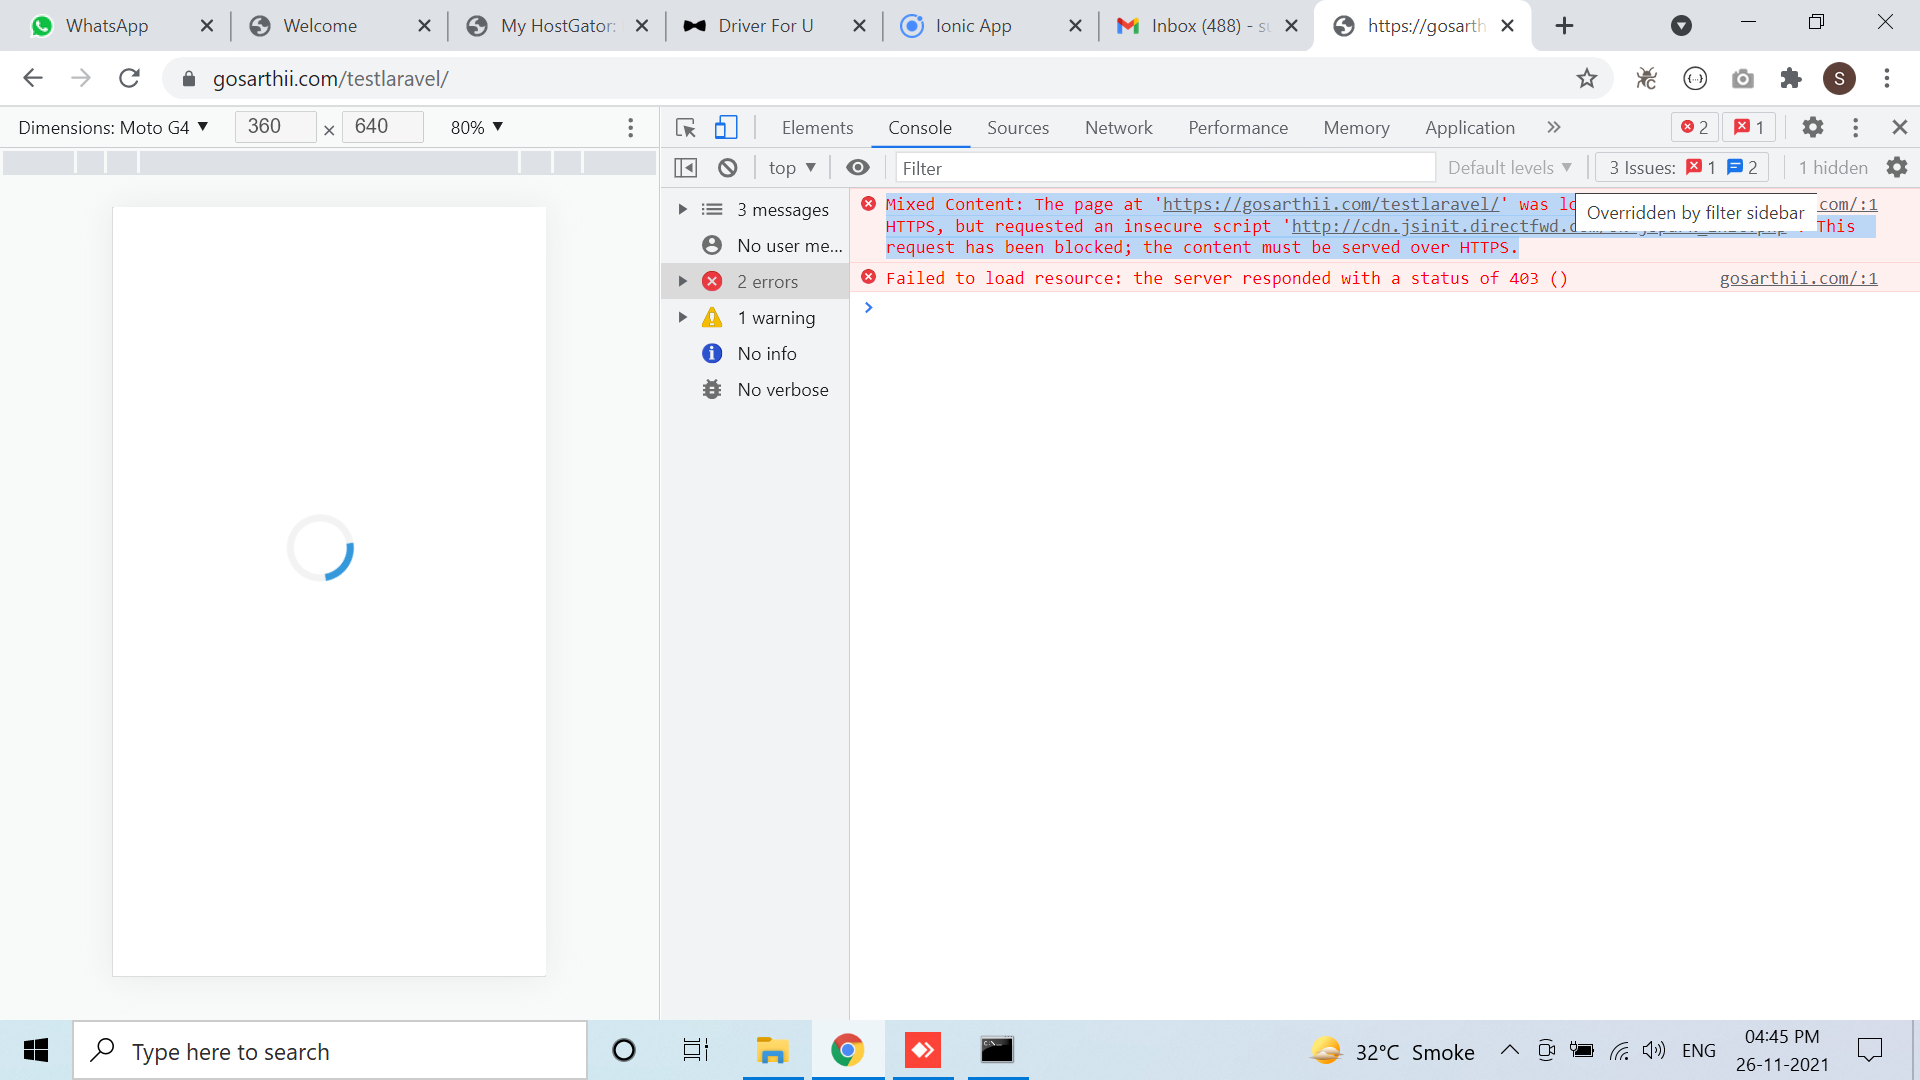 WhatsApp
Welcome
My HostGator:
Driver For U
Ionic App
Inbox (488) - su
https://gosarth
gosarthii.com/testlaravel/
S
Dimensions: Moto G4
360 × 640
80%
Elements
Console
Sources
Network
Performance
Memory
Application
2
1
top
Filter
Default levels
3 Issues: 1 2
1 hidden
3 messages
No user me...
2 errors
1 warning
No info
No verbose
Mixed Content: The page at 'https://gosarthii.com/testlaravel/' was lo com/:1
Overridden by filter sidebar
HTTPS, but requested an insecure script 'http://cdn.jsinit.directfwd. This
request has been blocked; the content must be served over HTTPS.
Failed to load resource: the server responded with a status of 403 () gosarthii.com/:1
Type here to search
32°C Smoke
ENG
04:45 PM
26-11-2021